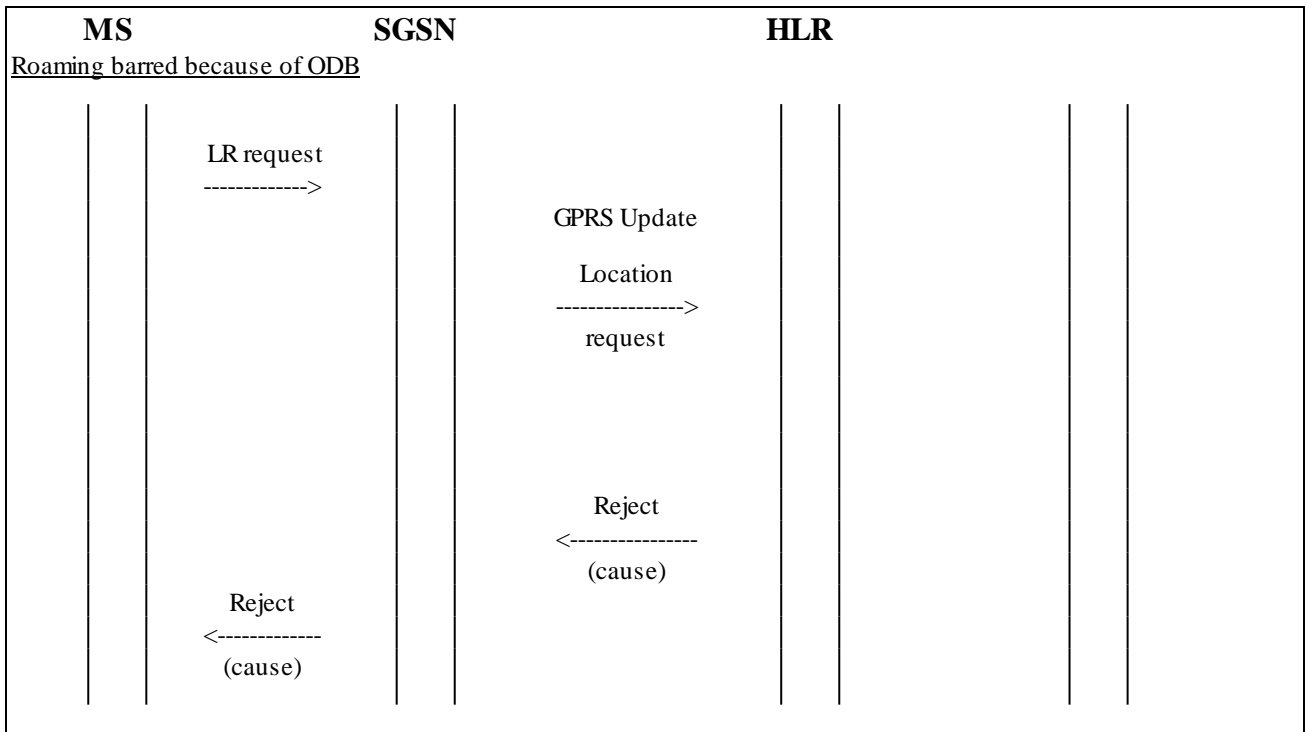 MS SGSN HLR
Roaming barred because of ODB
LR request
------------->
GPRS Update
Location
---------------->
request
Reject
<----------------
(cause)
Reject
<-------------
(cause)